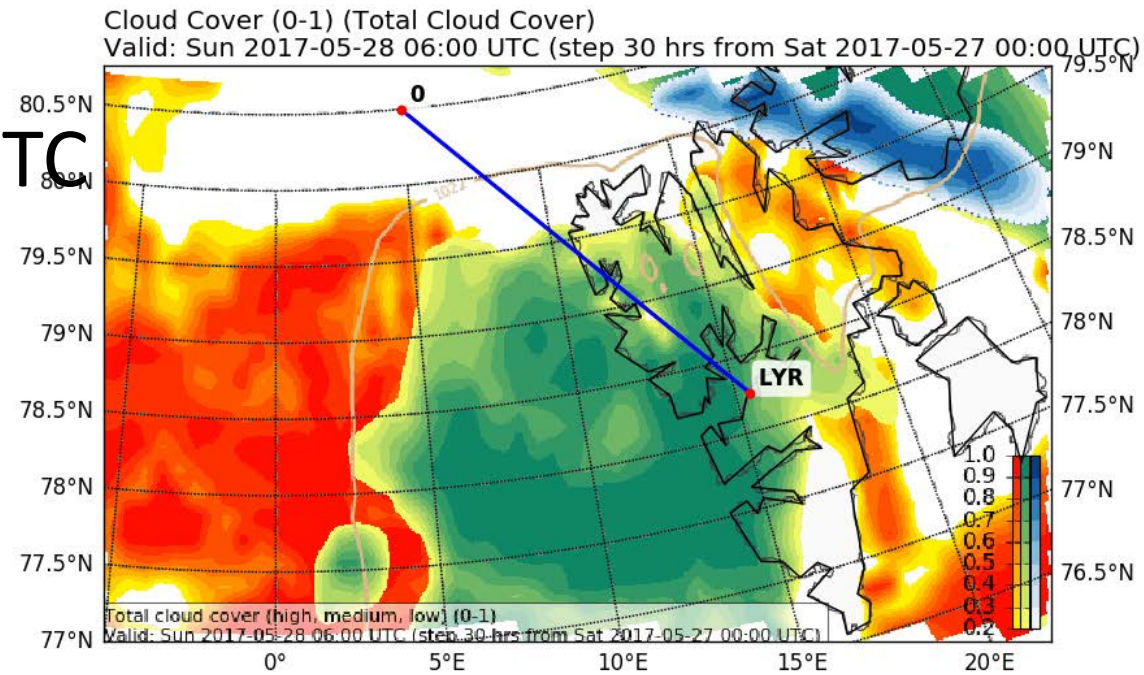 Cloud Cover (0-1) (Total Cloud Cover)
Valid: Sun 2017-05-28 06:00 UTC (step 30 hrs from Sat 2017-05-27 00:00 UTC)
79.5°N
80.5°N
0
TC
79°N
80°N
102
79.5°N
78.5°N
79°N
78°N
LYR
78.5°N
77.5°N
1.0
0.9
0.8
0.7
0.6
0.5
0.4
0.3
0.2
78°N
77°N
77.5°N
76.5°N
Total cloud cover (high, medium, low) (0-1)
Valid: Sun 2017-05-28 06:00 UTC (step 30 hrs from Sat 2017-05-27 00:00 UTC)
77°N
0° 5°E 10°E 15°E 20°E